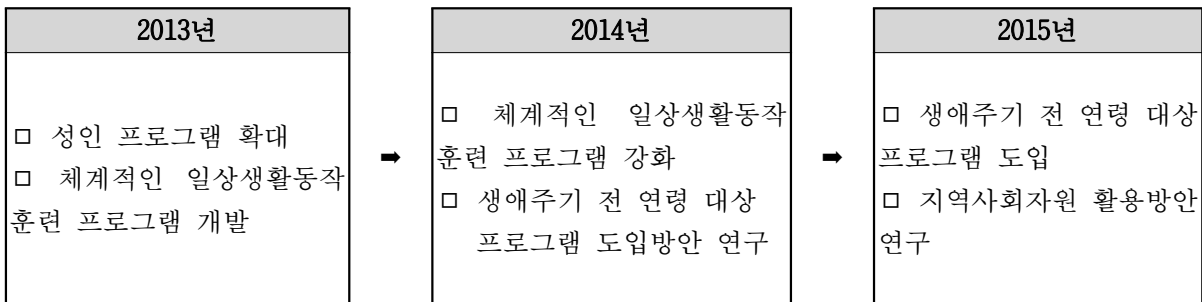 2013년
□ 성인 프로그램 확대
□ 체계적인 일상생활동작
훈련 프로그램 개발
➡
2014년
□ 체계적인 일상생활동작
훈련 프로그램 강화
□ 생애주기 전 연령 대상
프로그램 도입방안 연구
➡
2015년
□ 생애주기 전 연령 대상
프로그램 도입
□ 지역사회자원 활용방안
연구